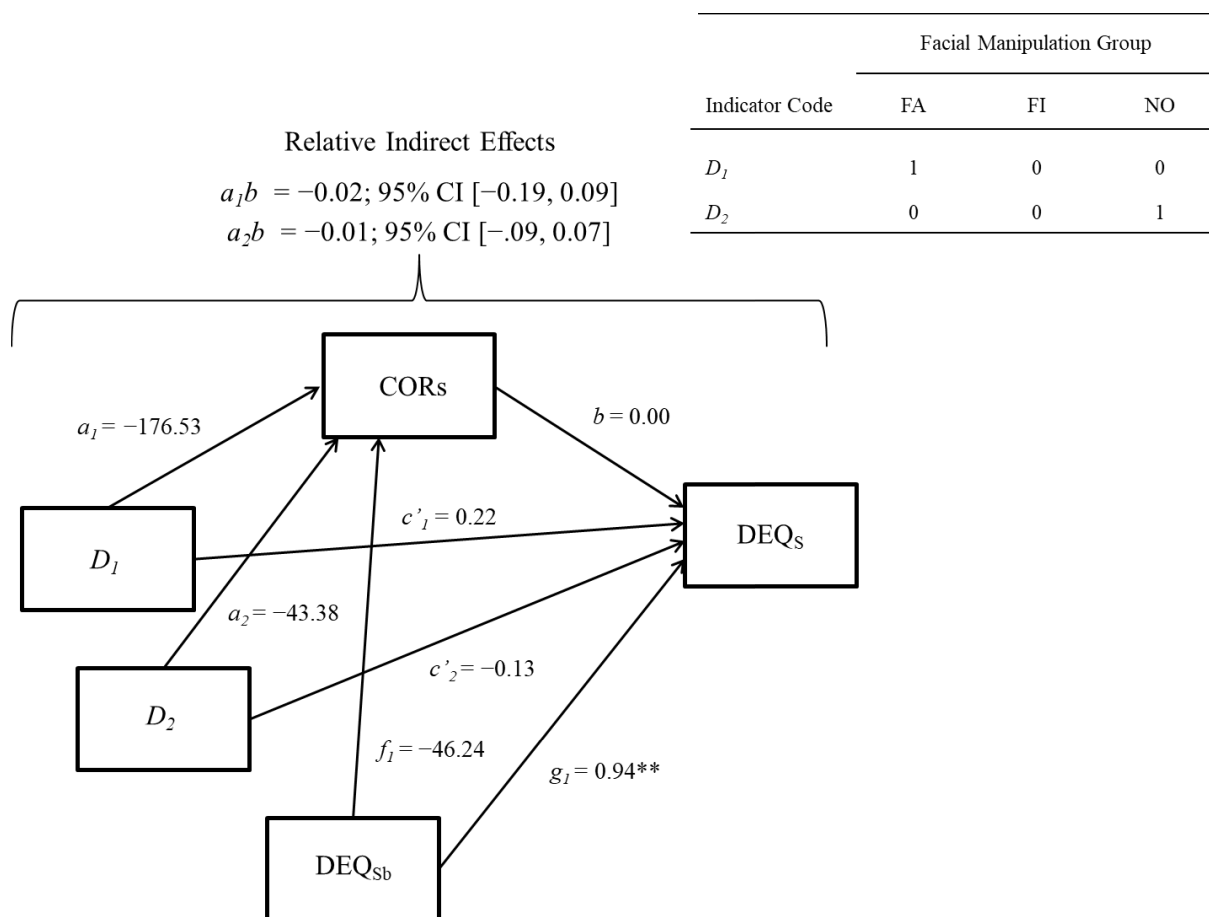 Facial Manipulation Group
Indicator Code FA FI NO
D1 1 0 0
D2 0 0 1
Relative Indirect Effects
a1b = −0.02; 95% CI [−0.19, 0.09]
a2b = −0.01; 95% CI [−.09, 0.07]
CORs
a1 = −176.53
b = 0.00
c’1 = 0.22
DEQS
D1
a2 = −43.38
c’2 = −0.13
D2
f1 = −46.24
g1 = 0.94**
DEQSb